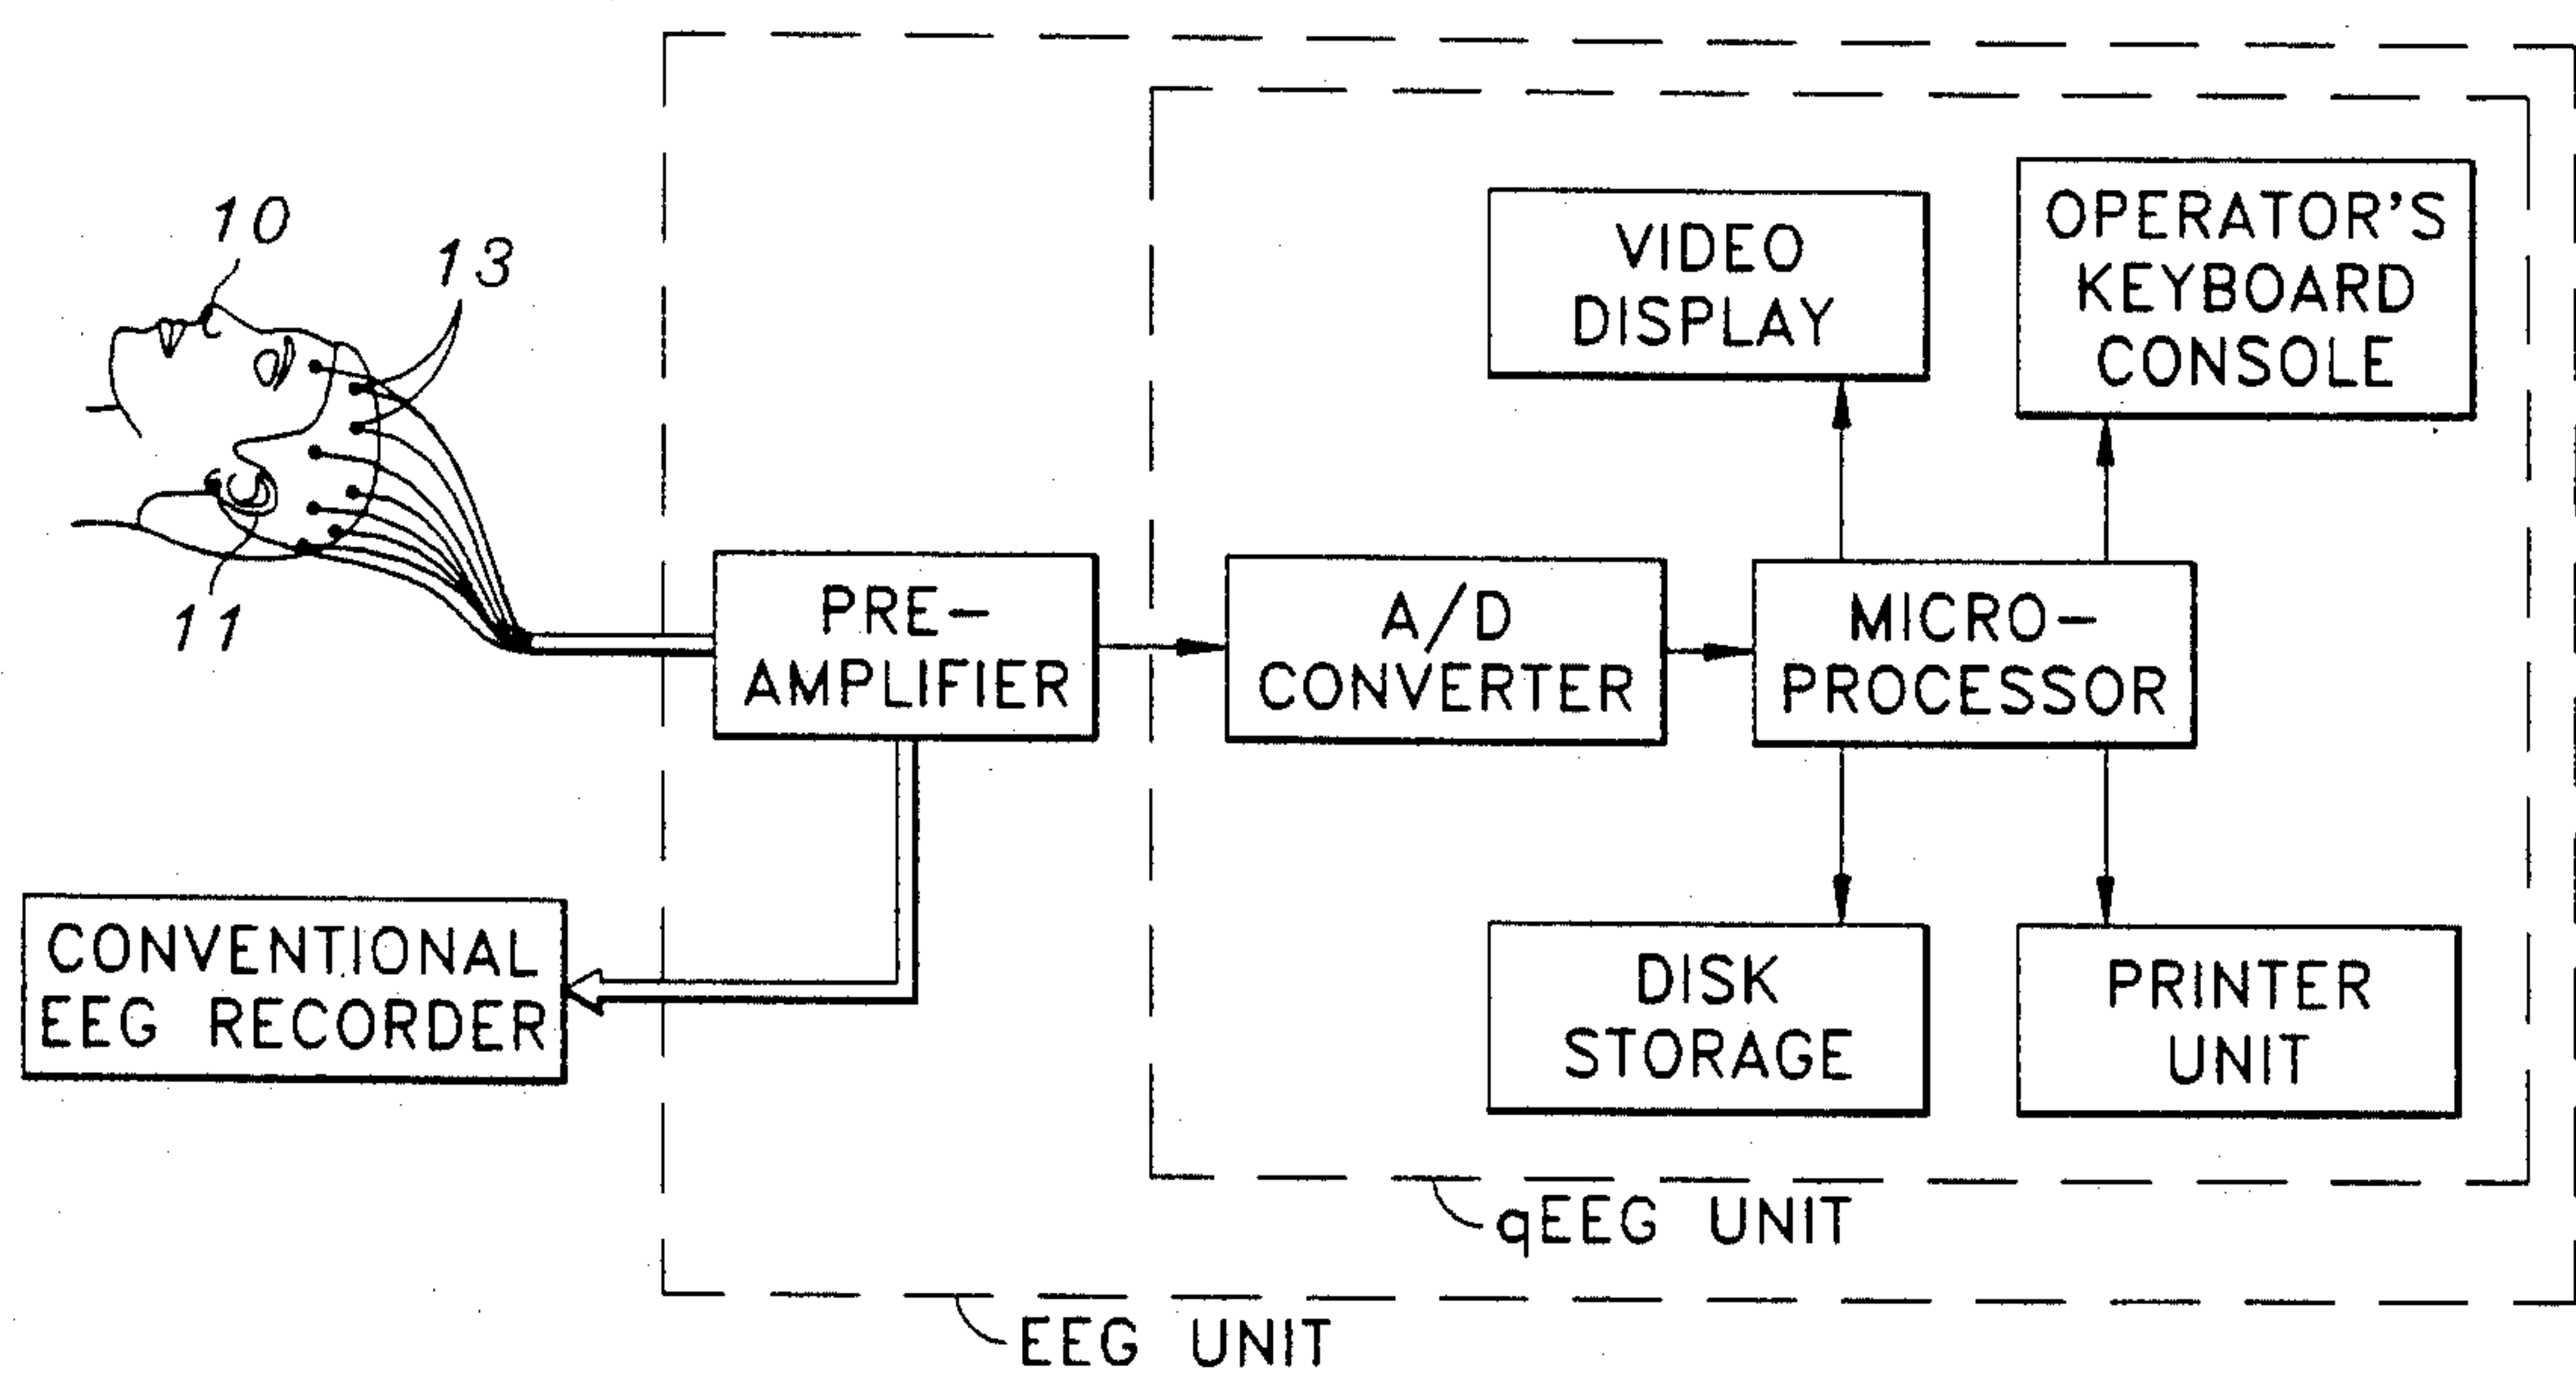 10
13
11
VIDEO
DISPLAY
OPERATOR'S
KEYBOARD
CONSOLE
PRE-
AMPLIFIER
A/D
CONVERTER
MICRO-
PROCESSOR
CONVENTIONAL
EEG RECORDER
DISK
STORAGE
PRINTER
UNIT
qEEG UNIT
EEG UNIT